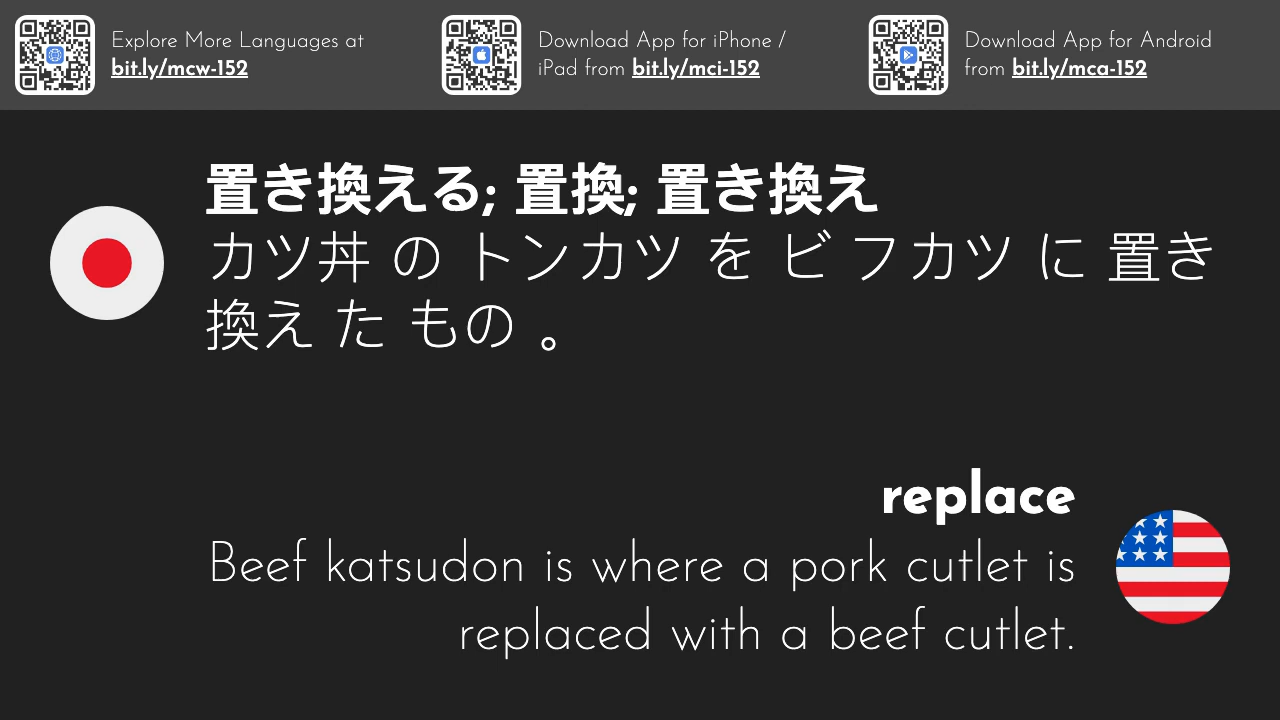 Explore More Languages at
bit.ly/mcw-152
Download App for iPhone /
iPad from bit.ly/mci-152
Download App for Android
from bit.ly/mca-152
置き換える; 置換; 置き換え
カツ丼 の トンカツ を ビ フカツ に 置き
換え た もの 。
replace
Beef katsudon is where a pork cutlet is
replaced with a beef cutlet.